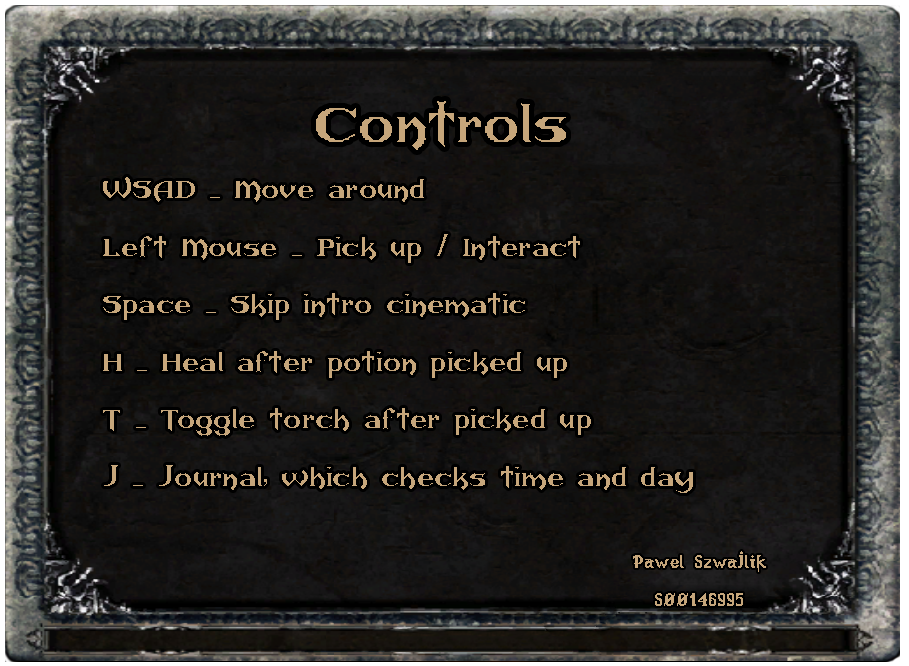 Controls
WSAD - Move around
Left Mouse - Pick up / Interact
Space - Skip intro cinematic
H - Heal after potion picked up
T - Toggle torch after picked up
J - Journal, which checks time and day
Pawel Szwajlik
S00146995